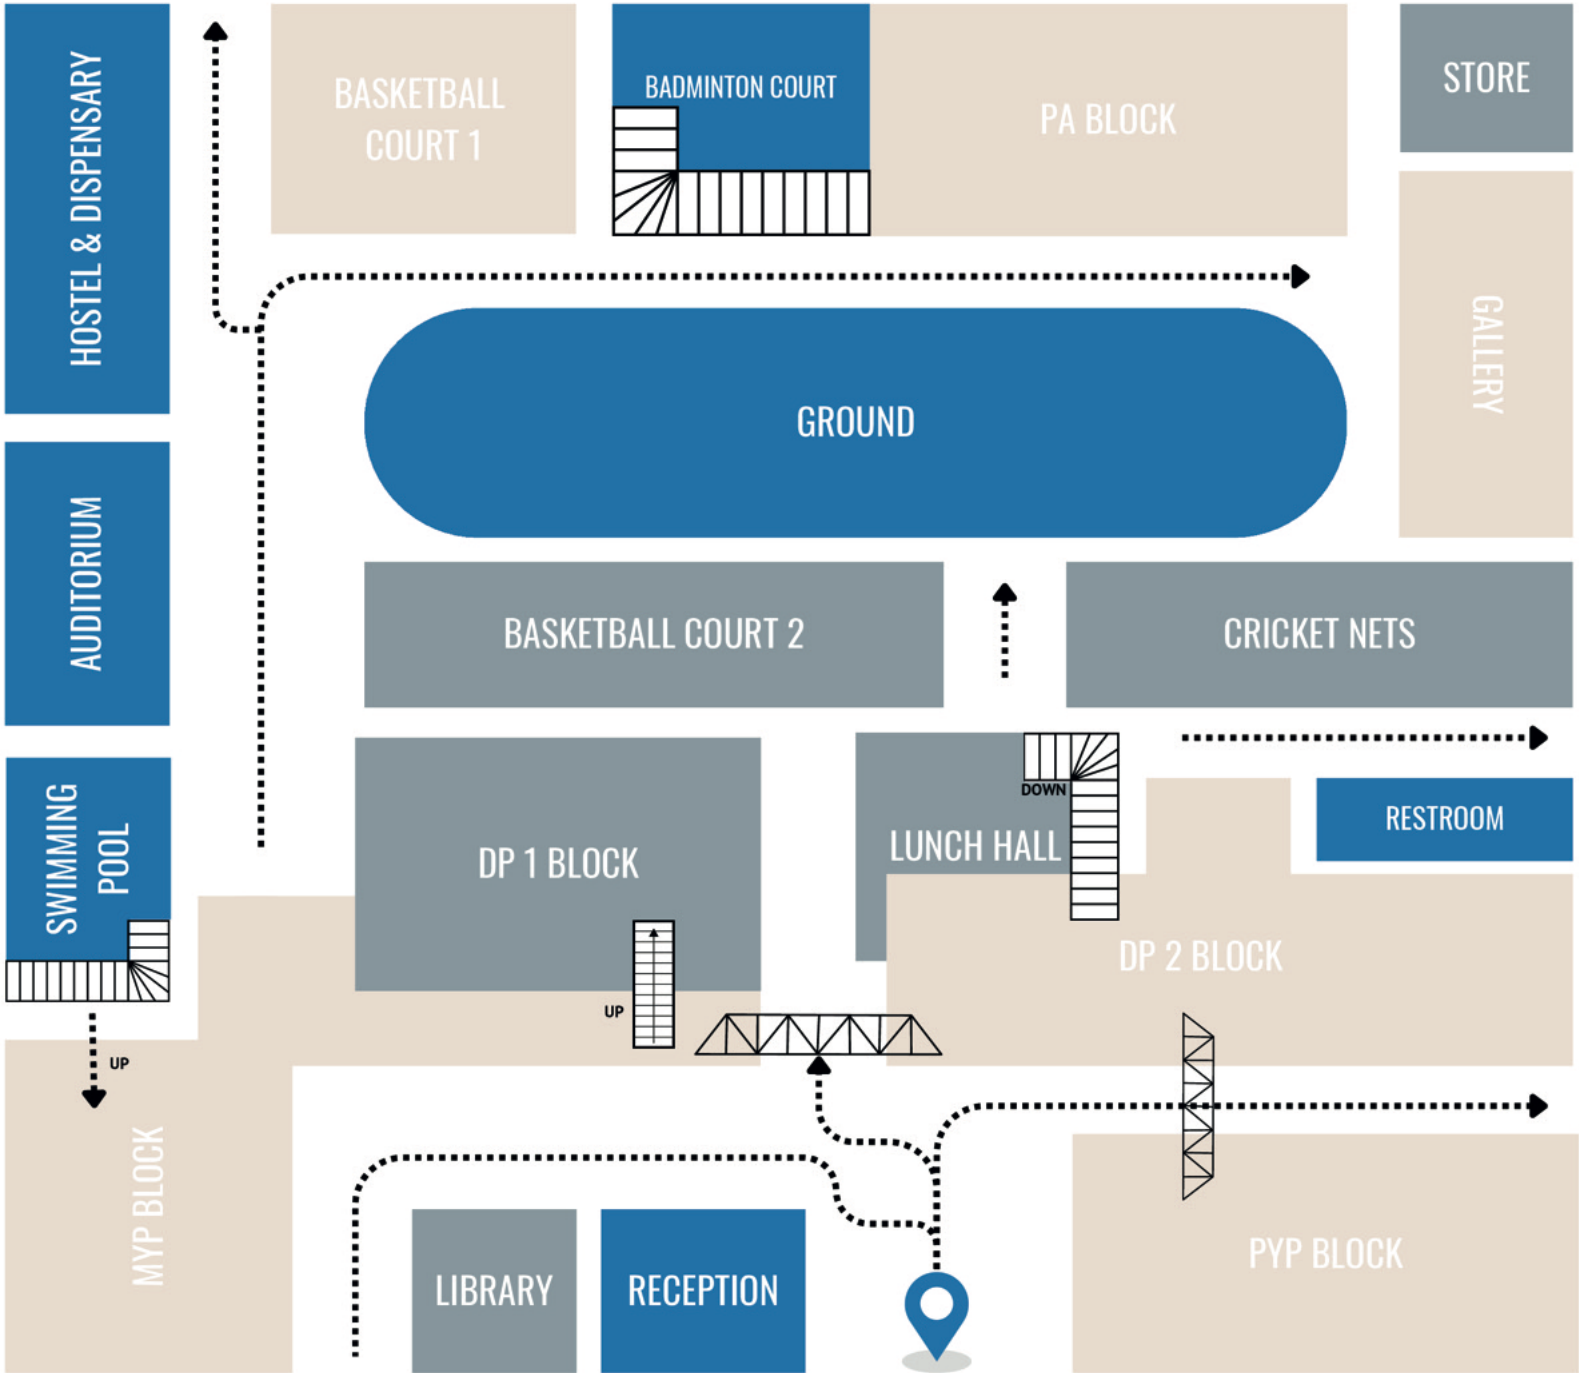 HOSTEL & DISPENSARY
BASKETBALL
COURT 1
BADMINTON COURT
PA BLOCK
STORE
GALLERY
GROUND
AUDITORIUM
BASKETBALL COURT 2
CRICKET NETS
SWIMMING
POOL
DP 1 BLOCK
UP
LUNCH HALL
DOWN
RESTROOM
DP 2 BLOCK
UP
MYP BLOCK
LIBRARY
RECEPTION
PYP BLOCK